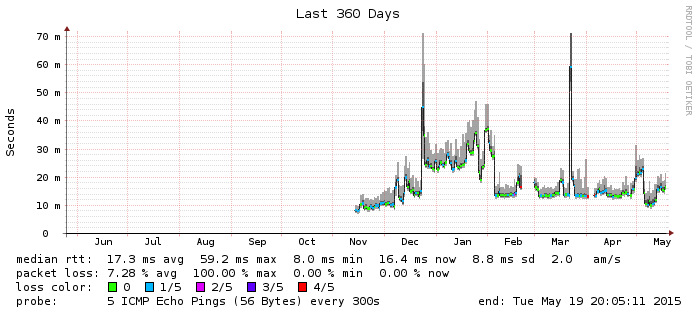 Last 360 Days
RRDTOOL / TOBI OETIKER
Seconds
70 m
60 m
50 m
40 m
30 m
20 m
10 m
0
Jun Jul Aug Sep Oct Nov Dec Jan Feb Mar Apr May
median rtt: 17.3 ms avg 59.2 ms max 8.0 ms min 16.4 ms now 8.8 ms sd 2.0 am/s
packet loss: 7.28 % avg 100.00 % max 0.00 % min 0.00 % now
loss color: 0 1/5 2/5 3/5 4/5
probe: 5 ICMP Echo Pings (56 Bytes) every 300s end: Tue May 19 20:05:11 2015